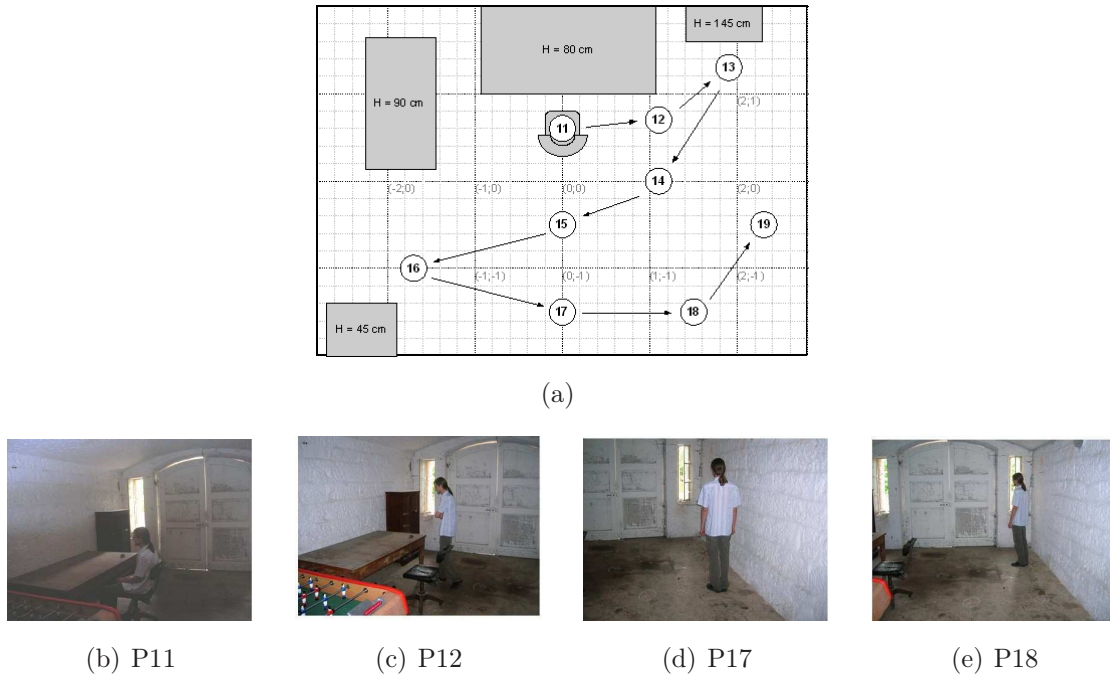 H = 80 cm
H = 145 cm
H = 90 cm
13
(2;1)
11
12
14
(-2;0)
(-1;0)
(0;0)
(2;0)
15
19
16
(-1;-1)
(0;-1)
(1;-1)
(2;-1)
17
18
H = 45 cm
(a)
(b) P11
(c) P12
(d) P17
(e) P18